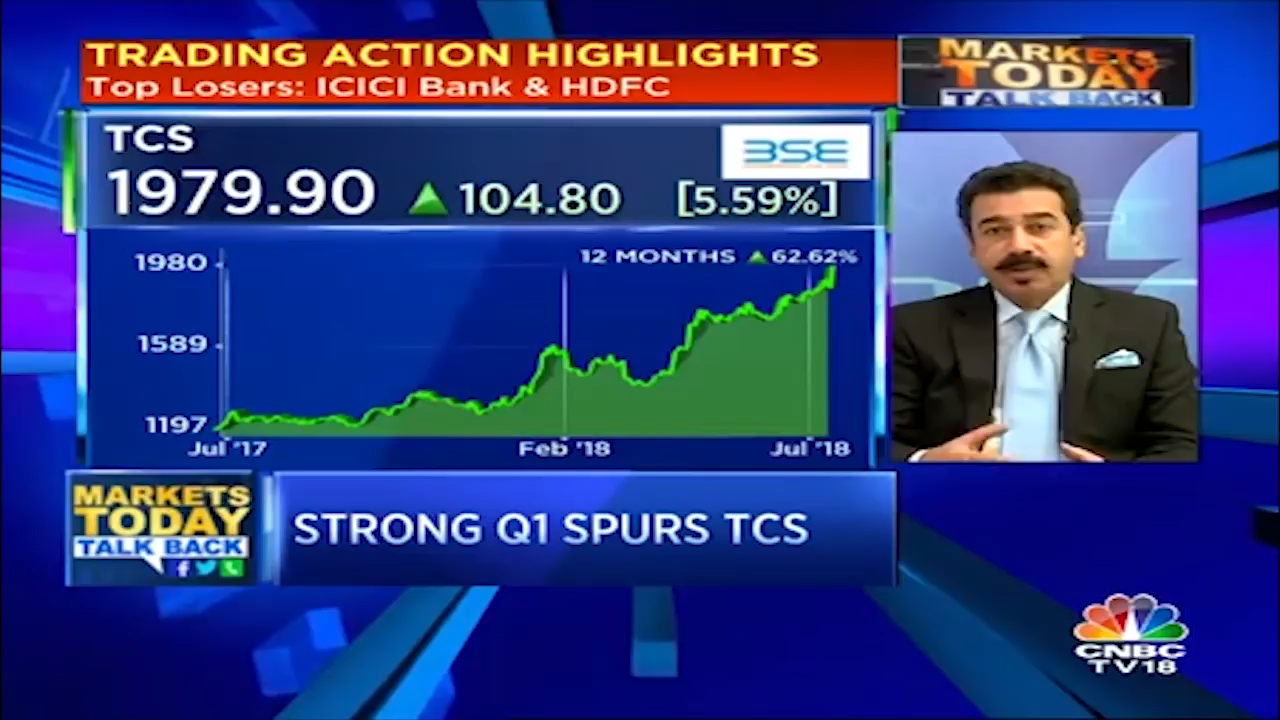 TRADING ACTION HIGHLIGHTS
Top Losers: ICICI Bank & HDFC
MARKETS
TODAY
TALK BACK
TCS
BSE
1979.90 ▲ 104.80 [5.59%]
12 MONTHS ▲ 62.62%
1980
1589
1197
Jul '17 Feb '18 Jul '18
MARKETS
TODAY
TALK BACK
STRONG Q1 SPURS TCS
CNBC
TV18